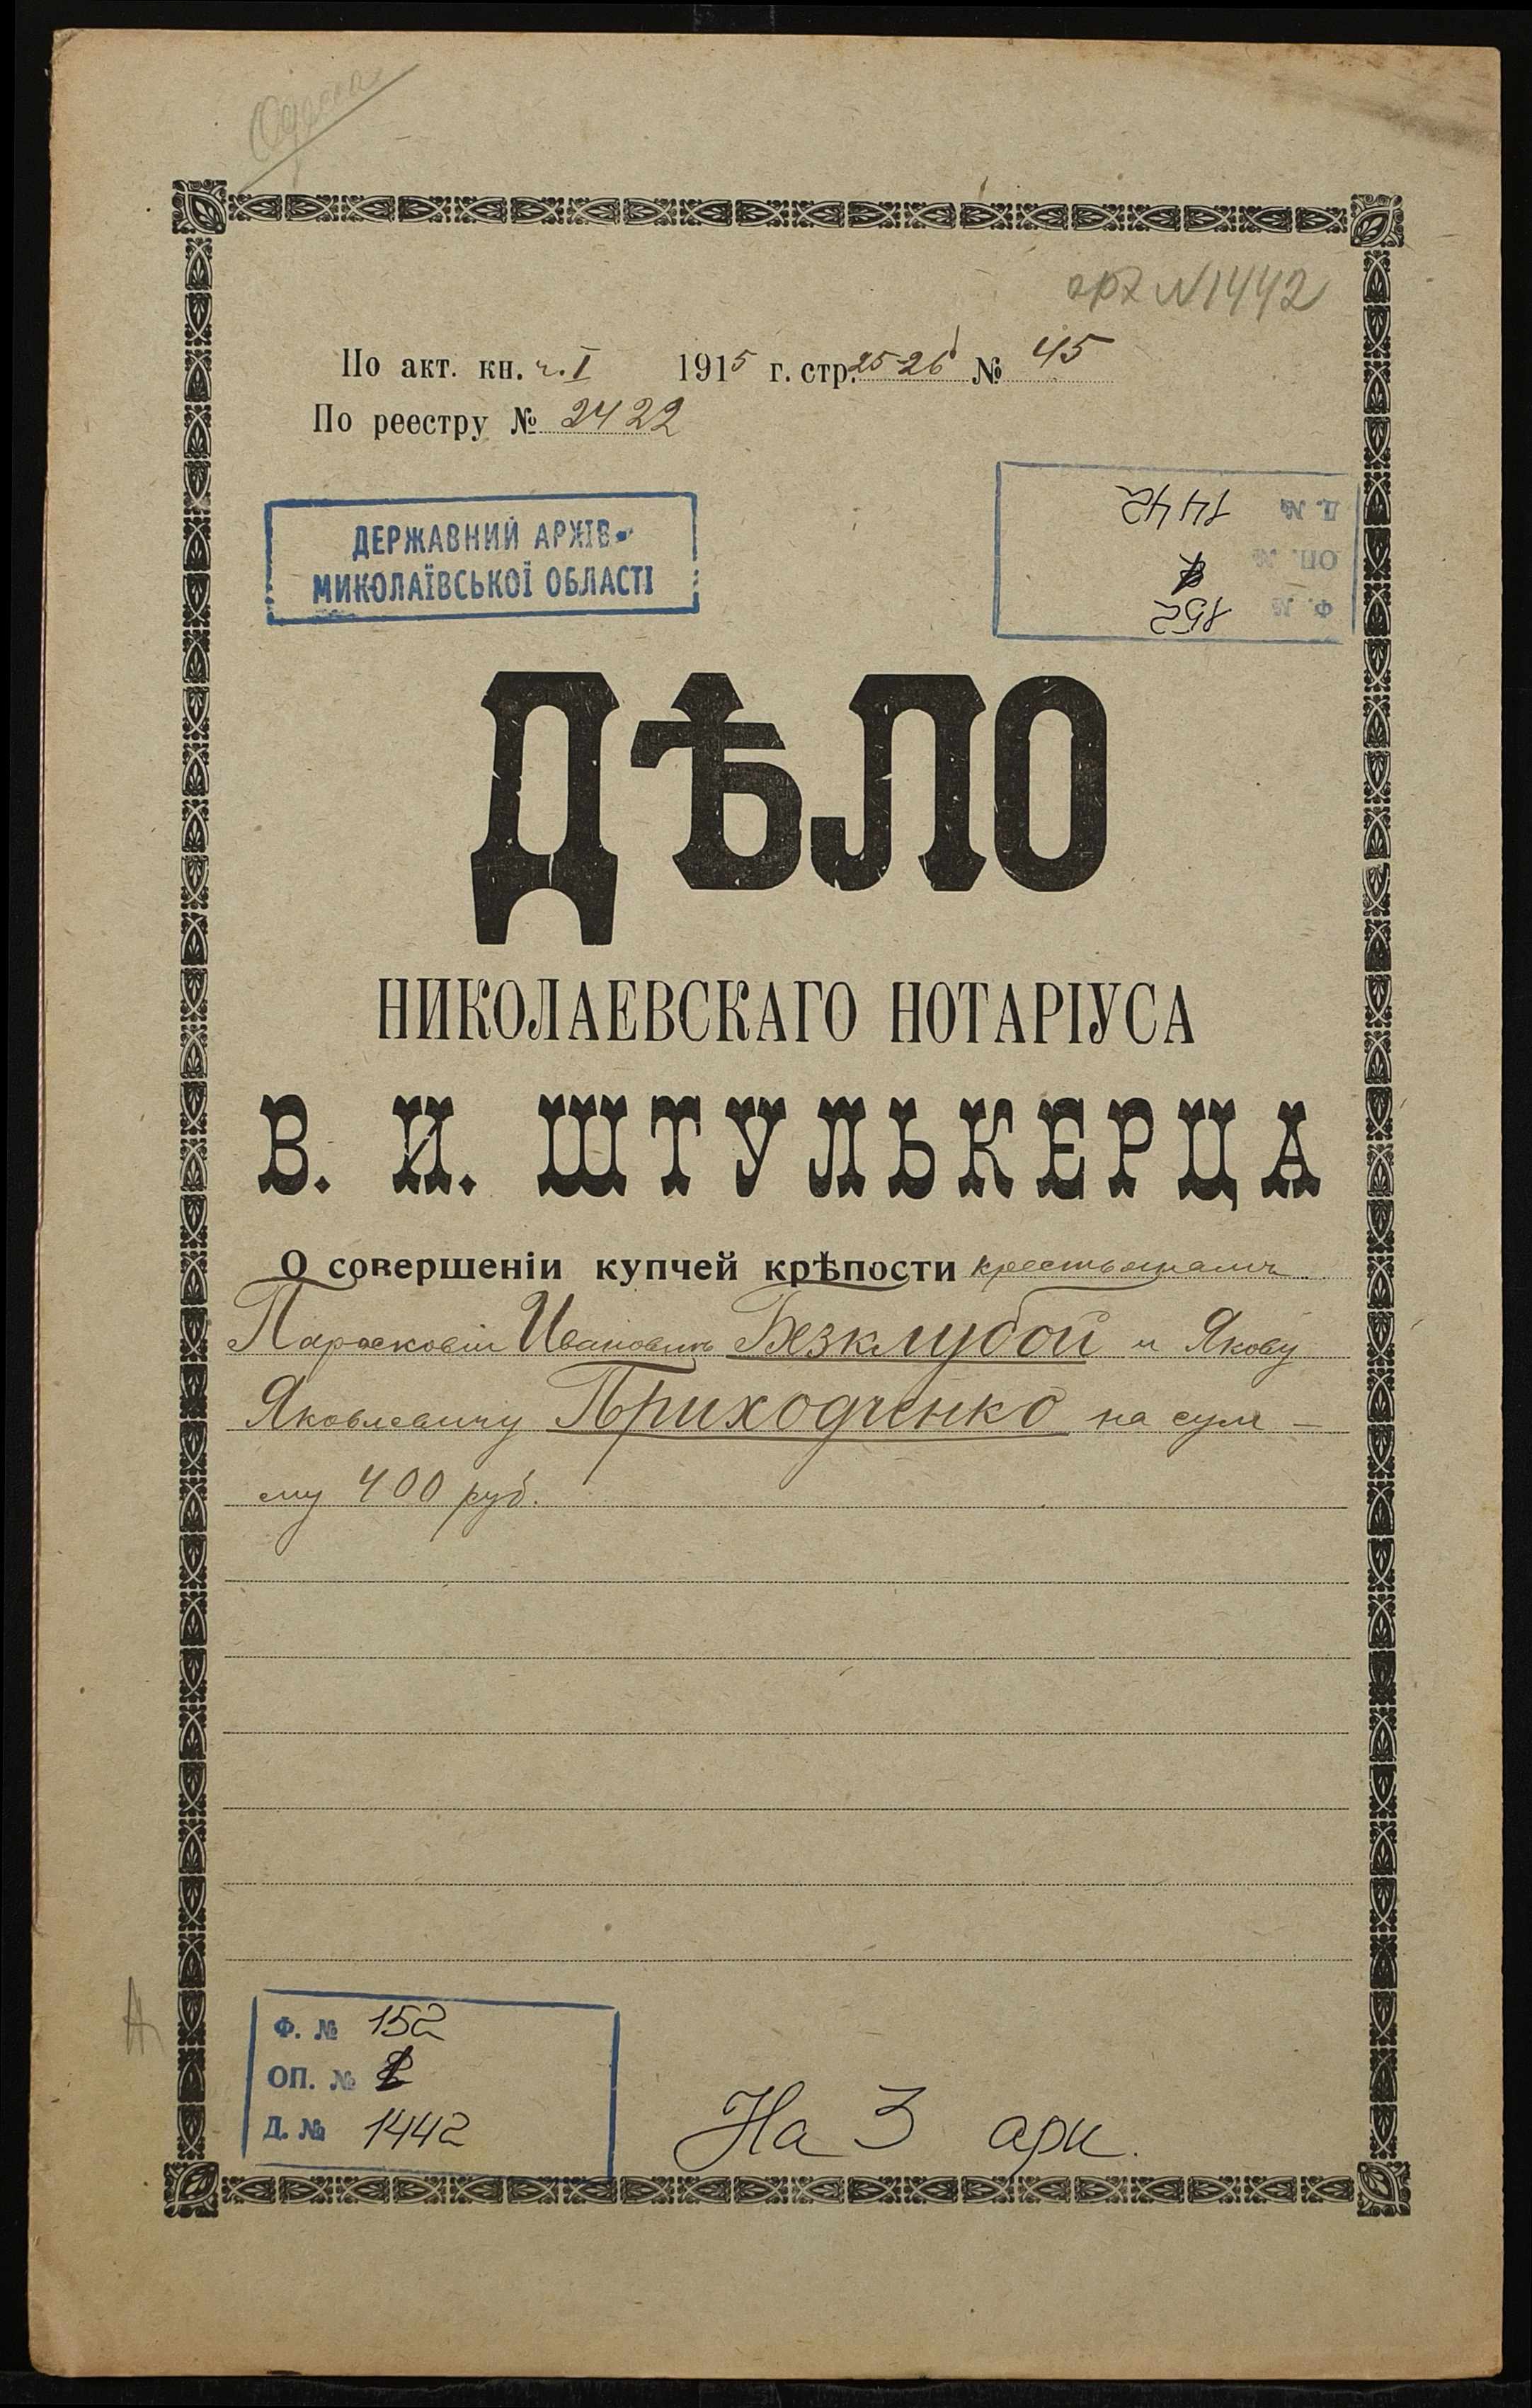 Одесса
арх N 1442
По акт. кн. ч. I 1915 г. стр. 25-26 № 45
По реестру № 2422
ДЕРЖАВНИЙ АРХІВ
МИКОЛАЇВСЬКОЇ ОБЛАСТІ
Ф. № 152
ОП. №
Д. № 1442
ДѢЛО
НИКОЛАЕВСКАГО НОТАРІУСА
В. И. ШТУЛЬКЕРЦА
О совершеніи купчей крѣпости крестьянами
Параскевіи Ивановнѣ Безклубой и Якову
Яковлевичу Приходченко на сум-
му 400 руб.
Ф. № 152
ОП. №
Д. № 1442
На 3 арк.